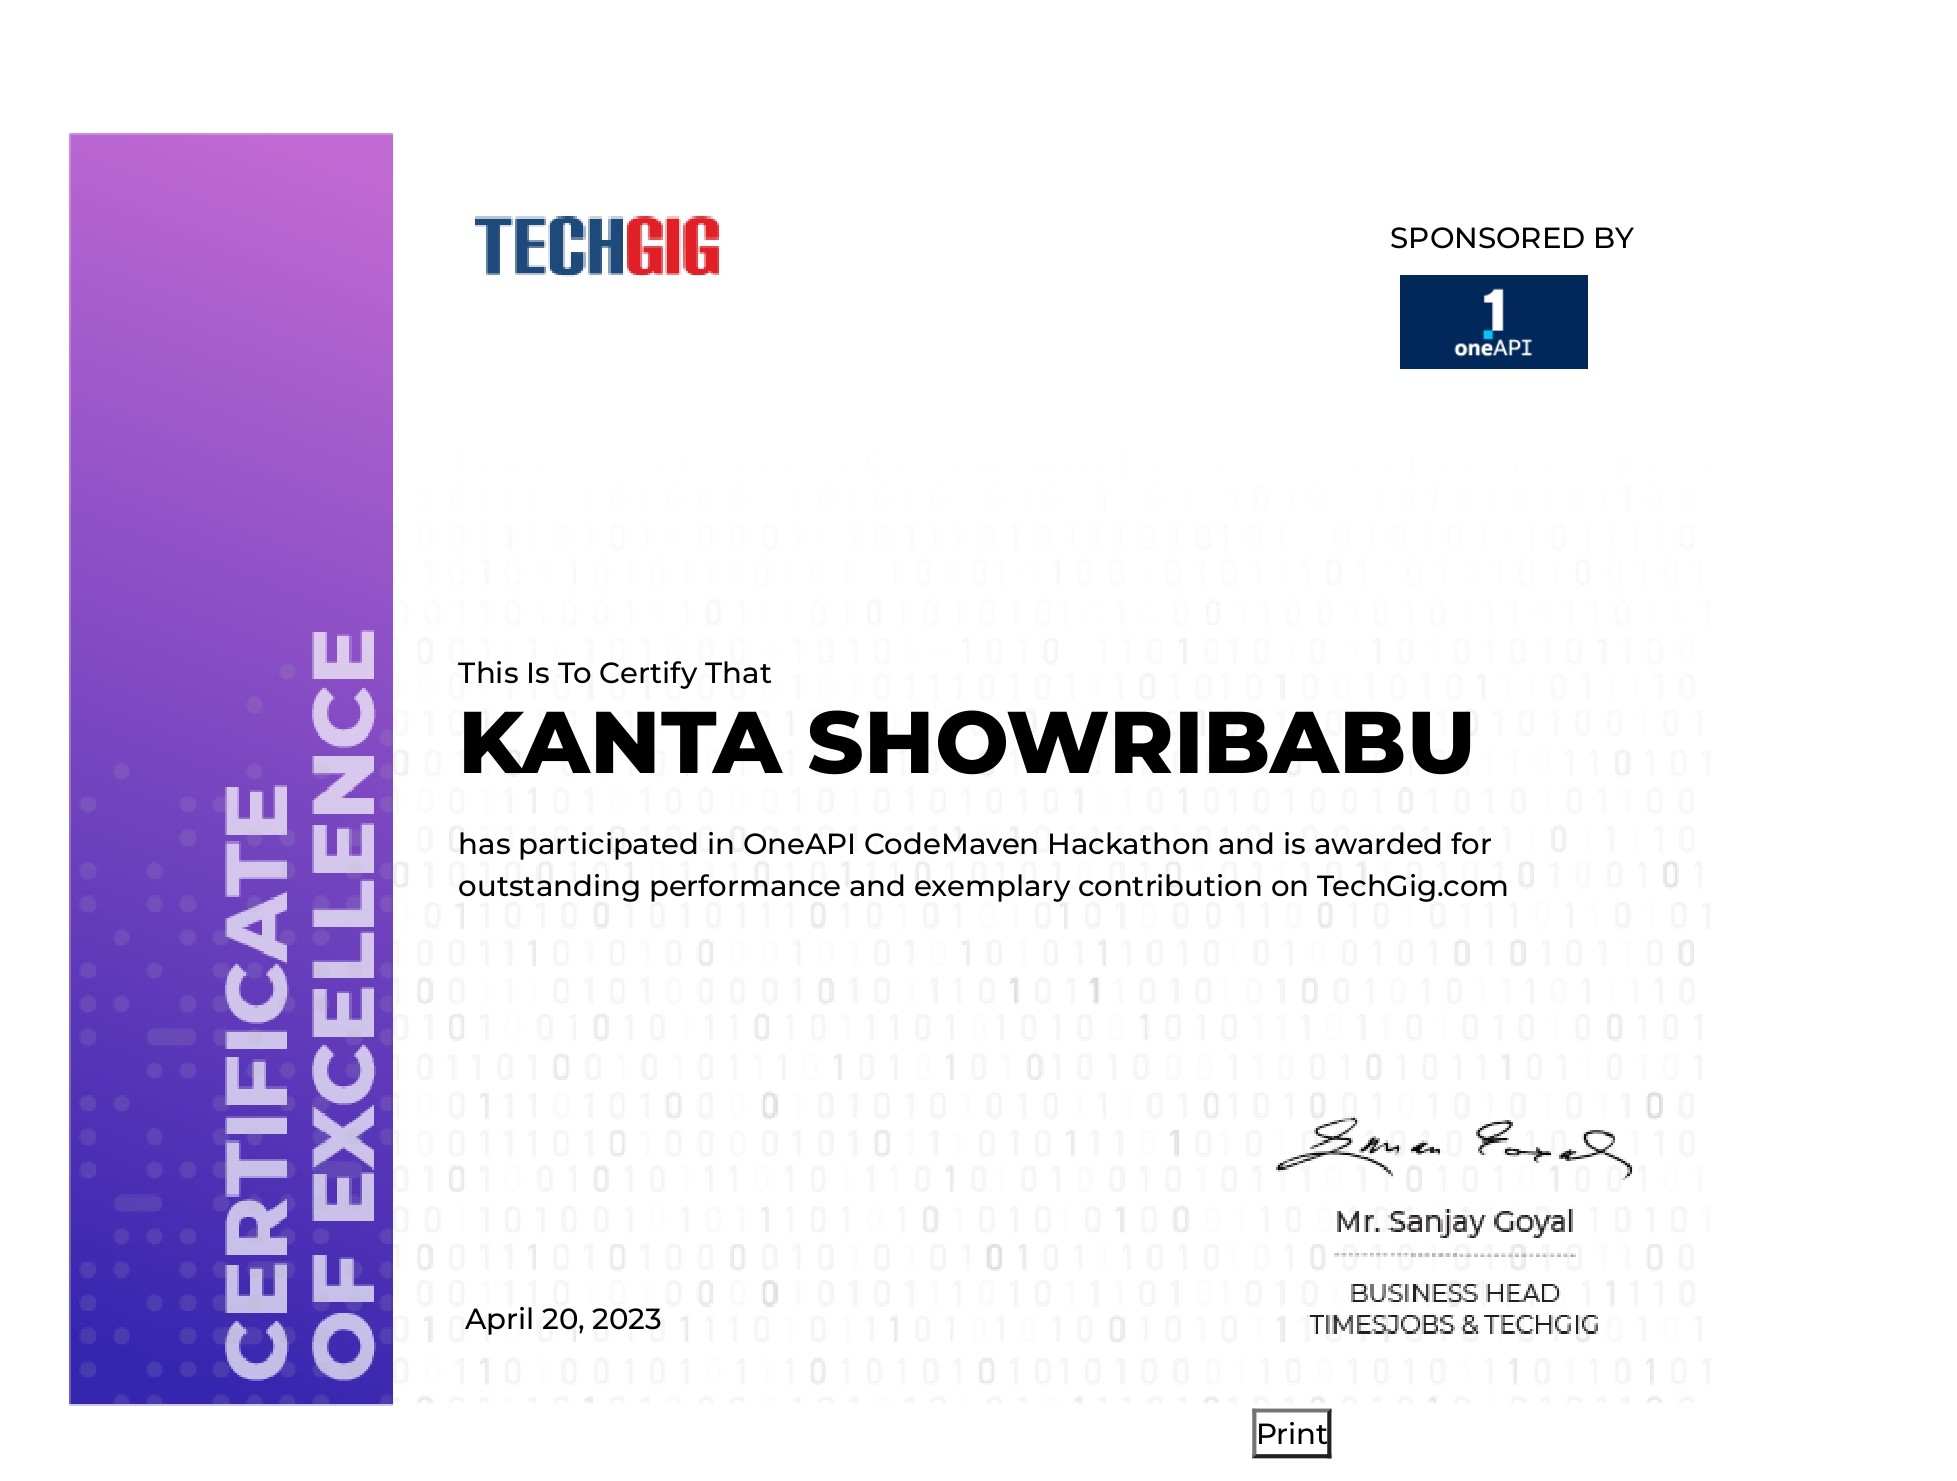 TECHGIG
SPONSORED BY
1
oneAPI
CERTIFICATE
OF EXCELLENCE
This Is To Certify That
KANTA SHOWRIBABU
has participated in OneAPI CodeMaven Hackathon and is awarded for
outstanding performance and exemplary contribution on TechGig.com
Mr. Sanjay Goyal
BUSINESS HEAD
TIMESJOBS & TECHGIG
April 20, 2023
Print